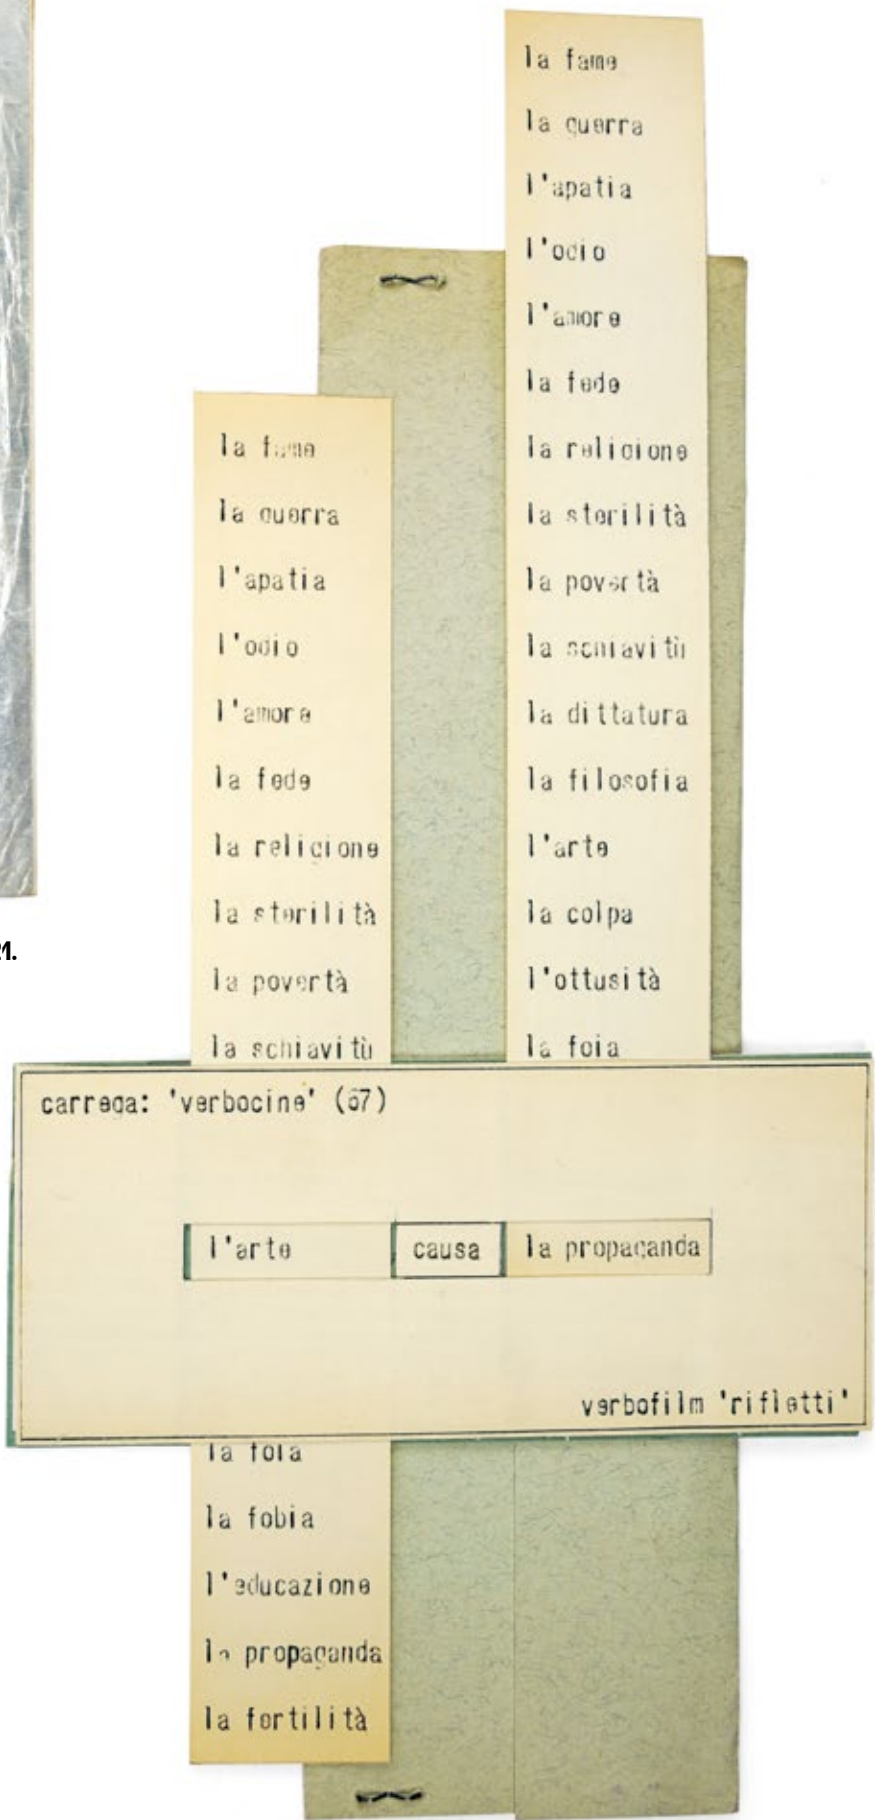 la fame
la guerra
l'apatia
l'odio
l'amore
la fede
la religione
la sterilità
la povertà
la schiavitù
la dittatura
la filosofia
l'arte
la colpa
l'ottusità
la foia
la fame
la guerra
l'apatia
l'odio
l'amore
la fede
la religione
la sterilità
la povertà
la schiavitù
carrega: 'verbocine' (67)
l'arte causa la propaganda
verbofilm 'rifletti'
la foia
la fobia
l'educazione
la propaganda
la fertilità